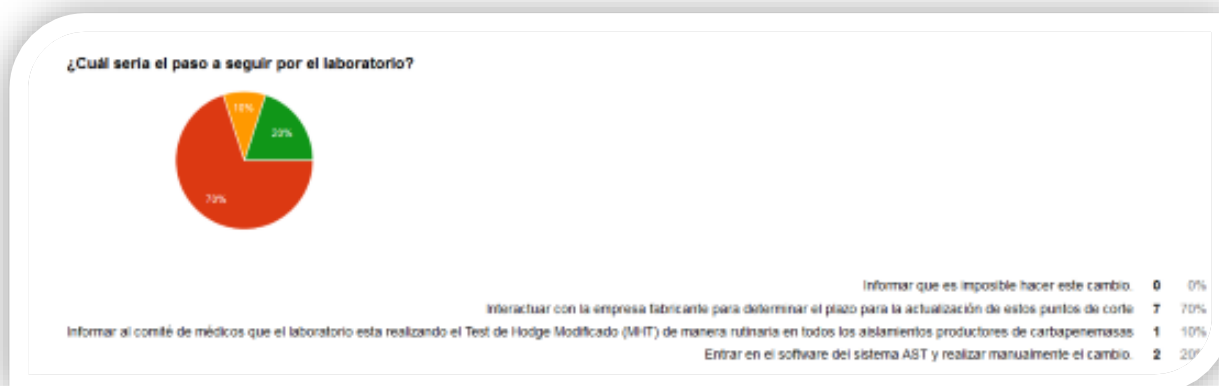 ¿Cuál seria el paso a seguir por el laboratorio?
10%
20%
70%
Informar que es imposible hacer este cambio. 0 0%
Interactuar con la empresa fabricante para determinar el plazo para la actualización de estos puntos de corte 7 70%
Informar al comité de médicos que el laboratorio esta realizando el Test de Hodge Modificado (MHT) de manera rutinaria en todos los aislamientos productores de carbapenemasas 1 10%
Entrar en el software del sistema AST y realizar manualmente el cambio. 2 20%